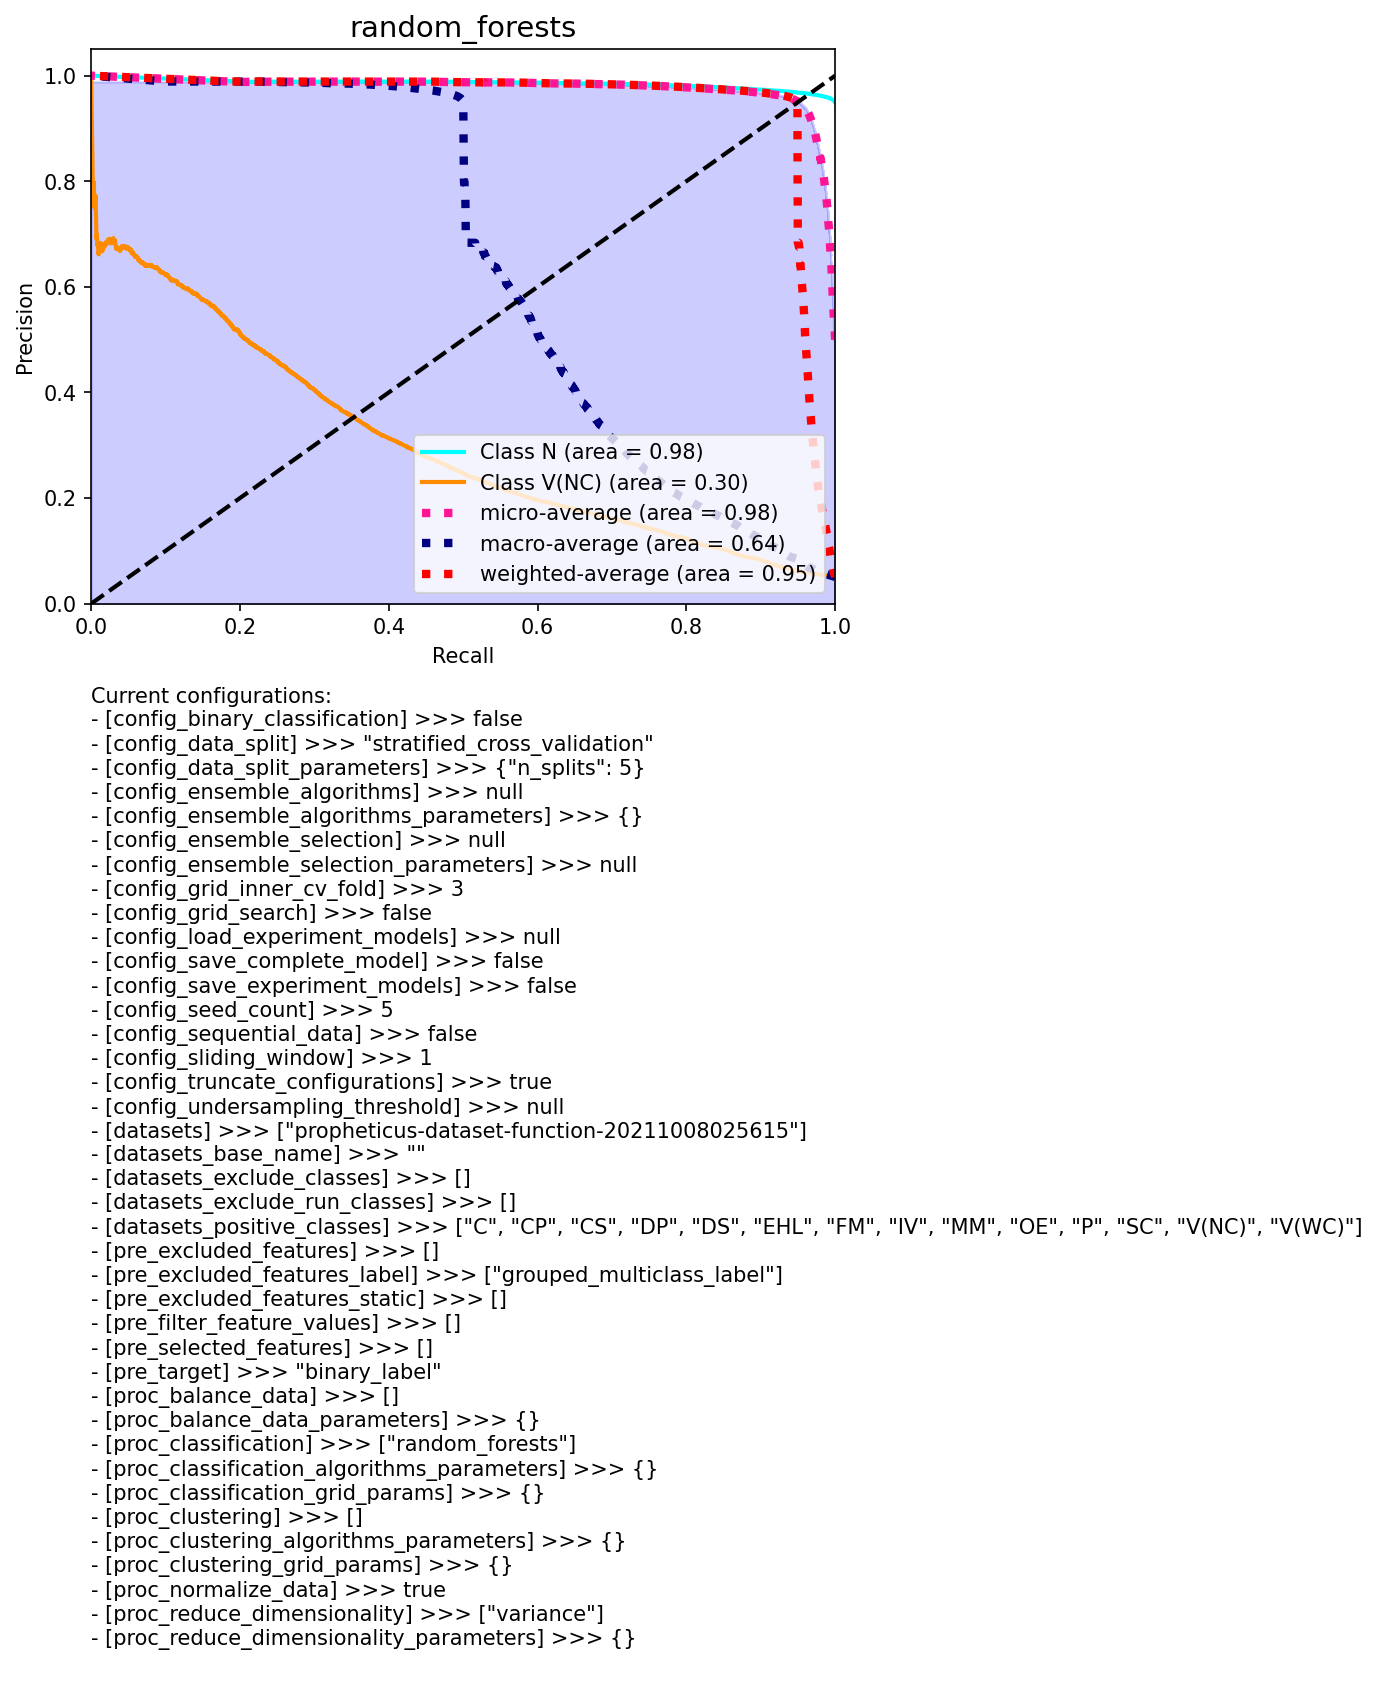 random_forests
1.0
0.8
0.6
0.4
0.2
0.0
Precision
0.0 0.2 0.4 0.6 0.8 1.0
Recall
Class N (area = 0.98)
Class V(NC) (area = 0.30)
micro-average (area = 0.98)
macro-average (area = 0.64)
weighted-average (area = 0.95)
Current configurations:
- [config_binary_classification] >>> false
- [config_data_split] >>> "stratified_cross_validation"
- [config_data_split_parameters] >>> {"n_splits": 5}
- [config_ensemble_algorithms] >>> null
- [config_ensemble_algorithms_parameters] >>> {}
- [config_ensemble_selection] >>> null
- [config_ensemble_selection_parameters] >>> null
- [config_grid_inner_cv_fold] >>> 3
- [config_grid_search] >>> false
- [config_load_experiment_models] >>> null
- [config_save_complete_model] >>> false
- [config_save_experiment_models] >>> false
- [config_seed_count] >>> 5
- [config_sequential_data] >>> false
- [config_sliding_window] >>> 1
- [config_truncate_configurations] >>> true
- [config_undersampling_threshold] >>> null
- [datasets] >>> ["propheticus-dataset-function-20211008025615"]
- [datasets_base_name] >>> ""
- [datasets_exclude_classes] >>> []
- [datasets_exclude_run_classes] >>> []
- [datasets_positive_classes] >>> ["C", "CP", "CS", "DP", "DS", "EHL", "FM", "IV", "MM", "OE", "P", "SC", "V(NC)", "V(WC)"]
- [pre_excluded_features] >>> []
- [pre_excluded_features_label] >>> ["grouped_multiclass_label"]
- [pre_excluded_features_static] >>> []
- [pre_filter_feature_values] >>> []
- [pre_selected_features] >>> []
- [pre_target] >>> "binary_label"
- [proc_balance_data] >>> []
- [proc_balance_data_parameters] >>> {}
- [proc_classification] >>> ["random_forests"]
- [proc_classification_algorithms_parameters] >>> {}
- [proc_classification_grid_params] >>> {}
- [proc_clustering] >>> []
- [proc_clustering_algorithms_parameters] >>> {}
- [proc_clustering_grid_params] >>> {}
- [proc_normalize_data] >>> true
- [proc_reduce_dimensionality] >>> ["variance"]
- [proc_reduce_dimensionality_parameters] >>> {}